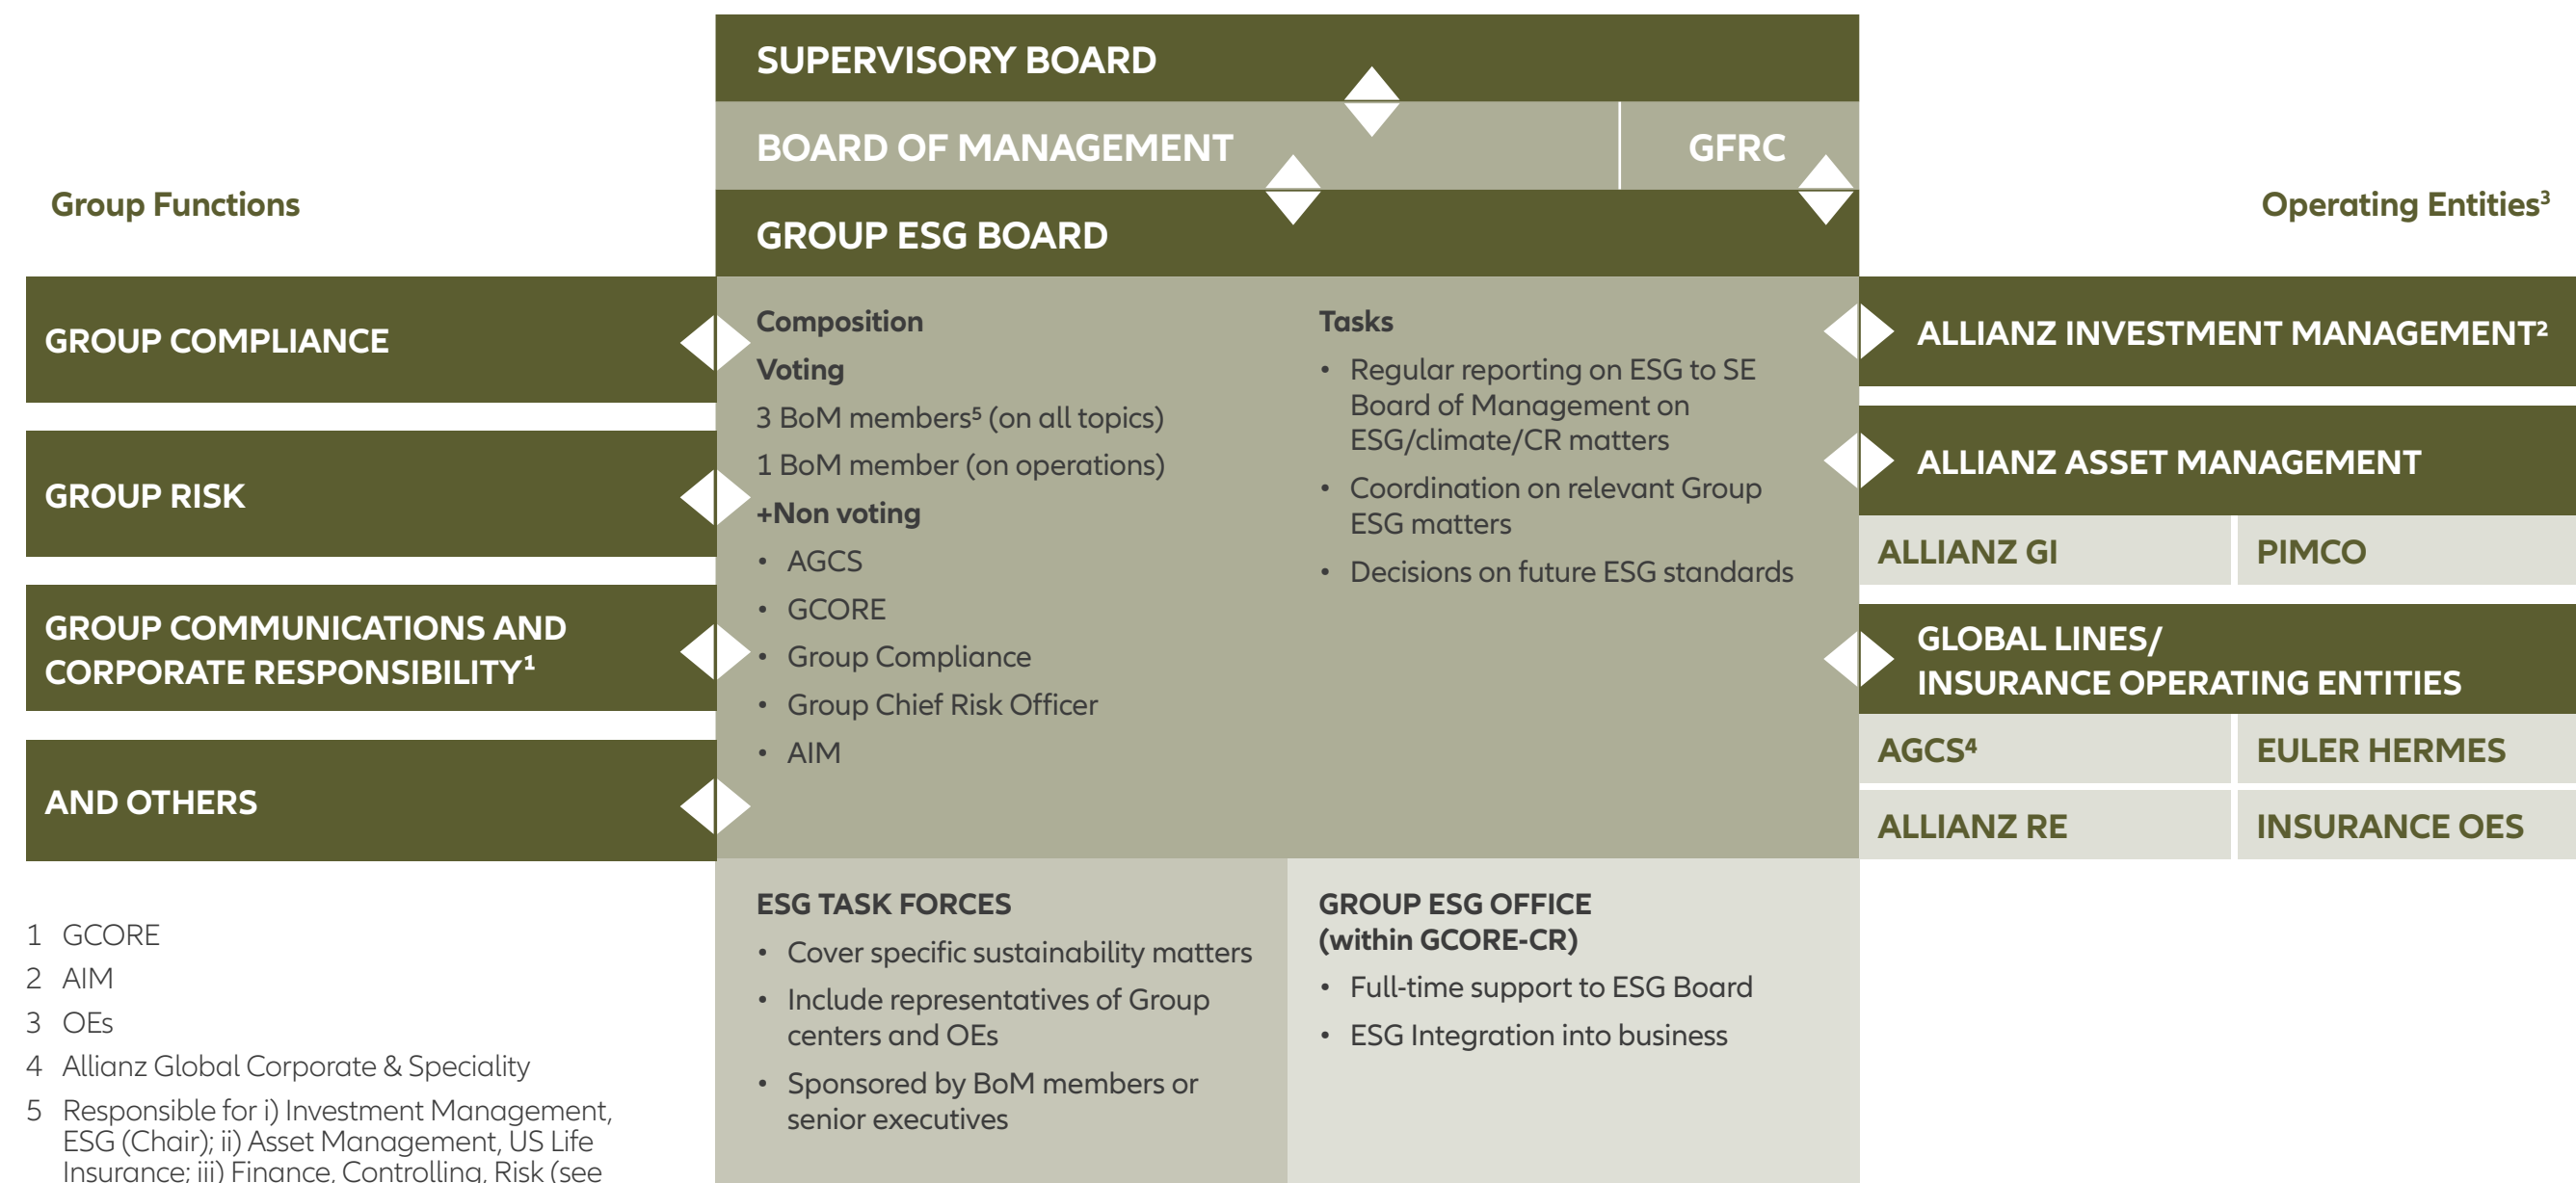 SUPERVISORY BOARD
BOARD OF MANAGEMENT
GFRC
GROUP ESG BOARD
Group Functions
GROUP COMPLIANCE
GROUP RISK
GROUP COMMUNICATIONS AND
CORPORATE RESPONSIBILITY¹
AND OTHERS
Composition
Voting
3 BoM members⁵ (on all topics)
1 BoM member (on operations)
+Non voting
• AGCS
• GCORE
• Group Compliance
• Group Chief Risk Officer
• AIM
Tasks
• Regular reporting on ESG to SE
Board of Management on
ESG/climate/CR matters
• Coordination on relevant Group
ESG matters
• Decisions on future ESG standards
Operating Entities³
ALLIANZ INVESTMENT MANAGEMENT²
ALLIANZ ASSET MANAGEMENT
ALLIANZ GI
PIMCO
GLOBAL LINES/
INSURANCE OPERATING ENTITIES
AGCS⁴
EULER HERMES
ALLIANZ RE
INSURANCE OES
ESG TASK FORCES
• Cover specific sustainability matters
• Include representatives of Group
centers and OEs
• Sponsored by BoM members or
senior executives
GROUP ESG OFFICE
(within GCORE-CR)
• Full-time support to ESG Board
• ESG Integration into business
1 GCORE
2 AIM
3 OEs
4 Allianz Global Corporate & Speciality
5 Responsible for i) Investment Management,
ESG (Chair); ii) Asset Management, US Life
Insurance; iii) Finance, Controlling, Risk (see